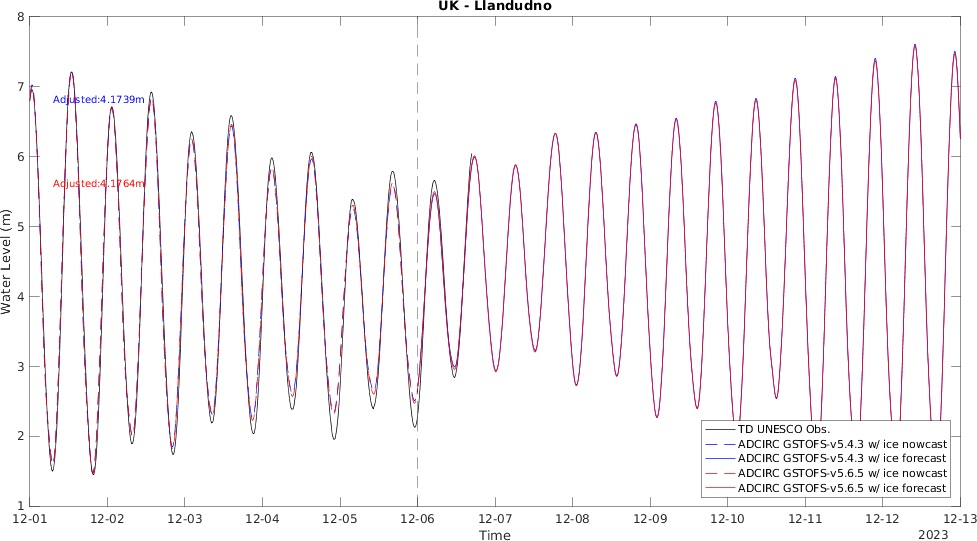 UK - Llandudno
8
7
6
5
4
3
2
1
Water Level (m)
Adjusted:4.1739m
Adjusted:4.1764m
TD UNESCO Obs.
ADCIRC GSTOFS-v5.4.3 w/ ice nowcast
ADCIRC GSTOFS-v5.4.3 w/ ice forecast
ADCIRC GSTOFS-v5.6.5 w/ ice nowcast
ADCIRC GSTOFS-v5.6.5 w/ ice forecast
12-01 12-02 12-03 12-04 12-05 12-06 12-07 12-08 12-09 12-10 12-11 12-12 12-13
Time
2023